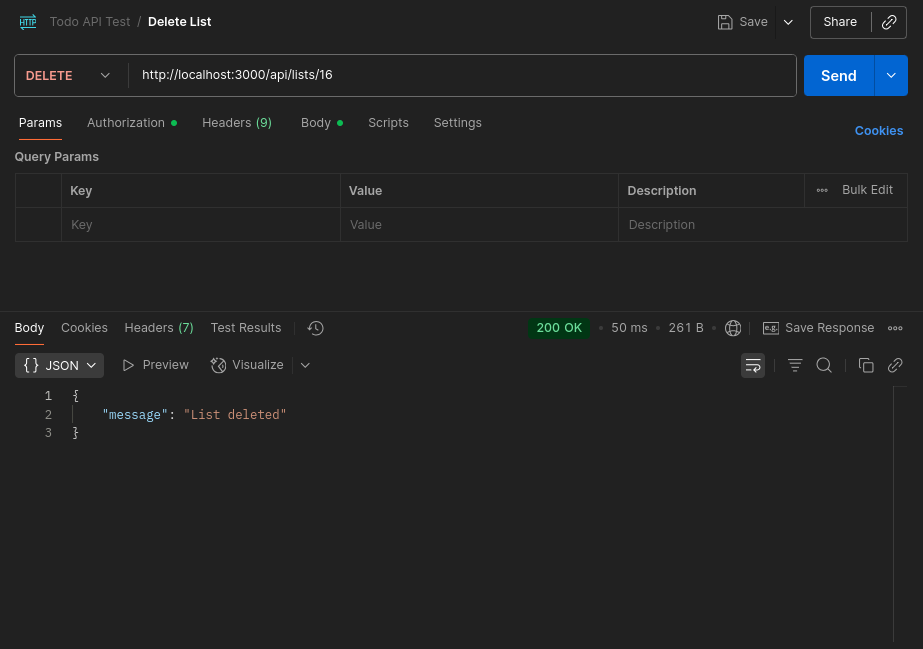 HTTP Todo API Test / Delete List Save Share
DELETE http://localhost:3000/api/lists/16 Send
Params Authorization Headers (9) Body Scripts Settings Cookies
Query Params
Key Value Description Bulk Edit
Key Value Description
Body Cookies Headers (7) Test Results 200 OK 50 ms 261 B e.g. Save Response
{} JSON Preview Visualize
1 {
2 "message": "List deleted"
3 }